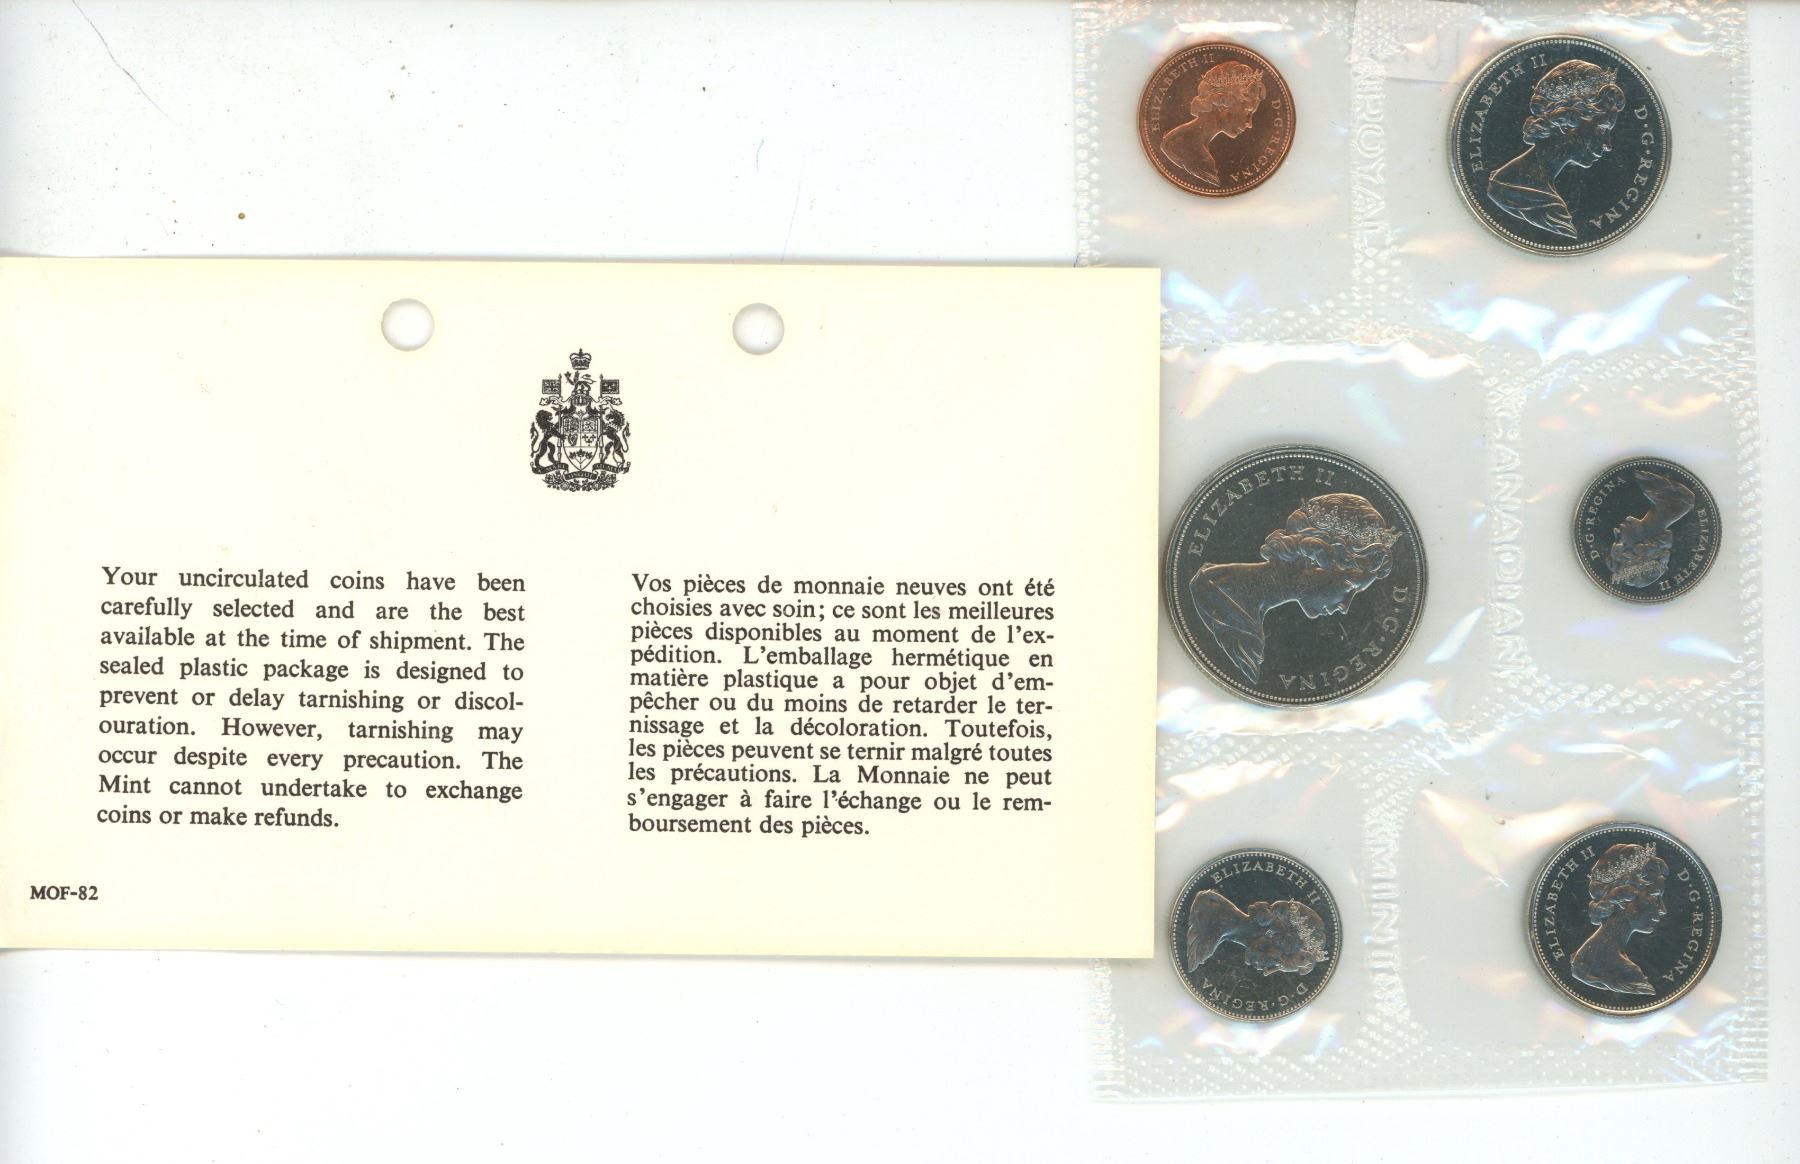 Your uncirculated coins have been
carefully selected and are the best
available at the time of shipment. The
sealed plastic package is designed to
prevent or delay tarnishing or discol-
ouration. However, tarnishing may
occur despite every precaution. The
Mint cannot undertake to exchange
coins or make refunds.
Vos pièces de monnaie neuves ont été
choisies avec soin; ce sont les meilleures
pièces disponibles au moment de l'ex-
pédition. L'emballage hermétique en
matière plastique a pour objet d'em-
pêcher ou du moins de retarder le ter-
nissage et la décoloration. Toutefois,
les pièces peuvent se ternir malgré toutes
les précautions. La Monnaie ne peut
s'engager à faire l'échange ou le rem-
boursement des pièces.
MOF-82
ELIZABETH II D·G·REGINA
ELIZABETH II D·G·REGINA
ELIZABETH II D·G·REGINA
ELIZABETH II D·G·REGINA
ELIZABETH II D·G·REGINA
ELIZABETH II D·G·REGINA
ROYAL
CANADIAN
MINT